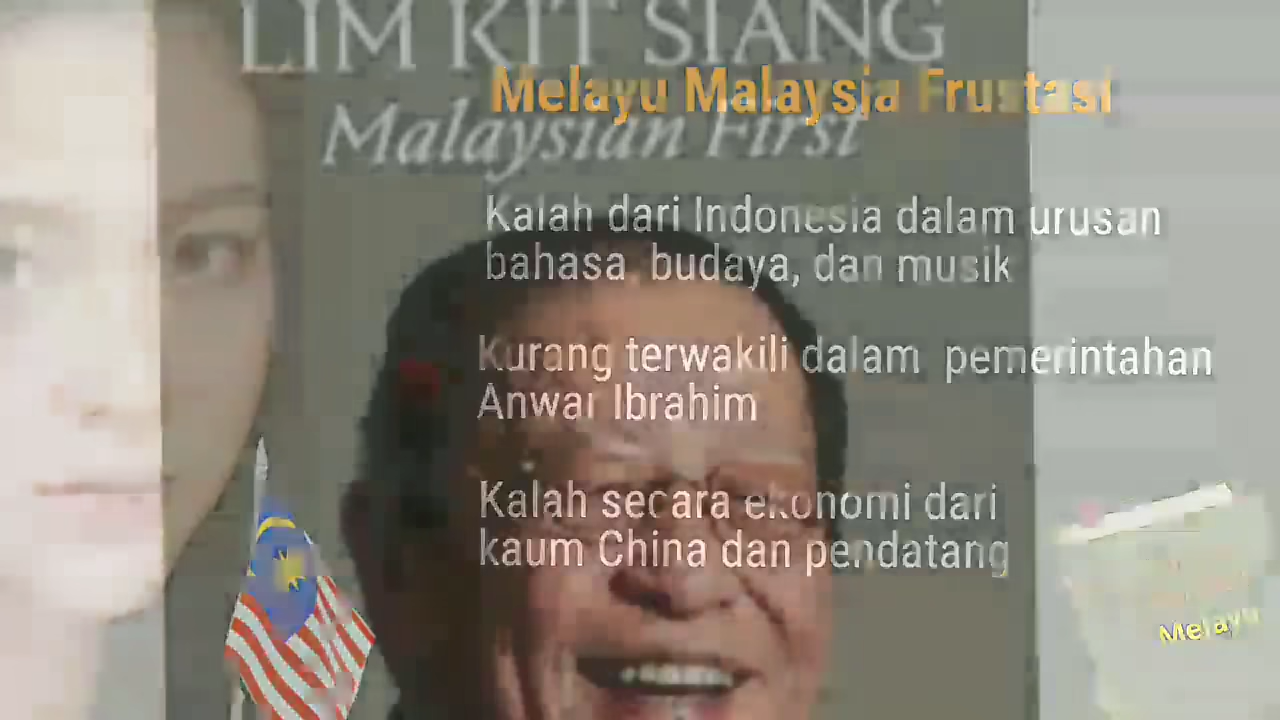 LIM KIT SIANG
Melayu Malaysia Frustasi
Malaysian First
Kalah dari Indonesia dalam urusan
bahasa budaya, dan musik
Kurang terwakili dalam pemerintahan
Anwar Ibrahim
Kalah secara ekonomi dari
kaum China dan pendatang
Melayu